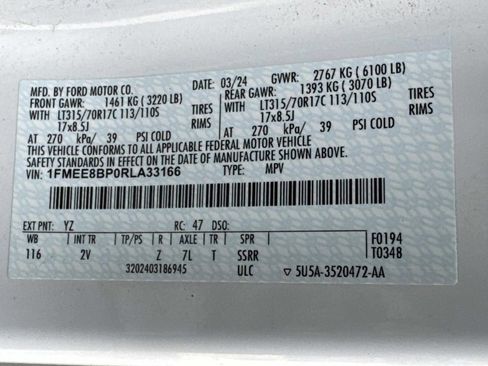 MFD. BY FORD MOTOR CO. DATE: 03/24 GVWR: 2767 KG ( 6100 LB)
FRONT GAWR: 1461 KG ( 3220 LB) REAR GAWR: 1393 KG ( 3070 LB)
WITH LT315/70R17C 113/110S TIRES WITH LT315/70R17C 113/110S TIRES
17x8.5J RIMS 17x8.5J RIMS
AT 270 kPa/ 39 PSI COLD AT 270 kPa/ 39 PSI COLD
THIS VEHICLE CONFORMS TO ALL APPLICABLE FEDERAL MOTOR VEHICLE
SAFETY STANDARDS IN EFFECT ON THE DATE OF MANUFACTURE SHOWN ABOVE.
VIN: 1FMEE8BP0RLA33166 TYPE: MPV
EXT PNT: YZ RC: 47 DSO:
WB INT TR TP/PS R AXLE TR SPR F0194
116 2V Z 7L T SSRR T0348
3202403186945 ULC ▽ 5U5A-3520472-AA